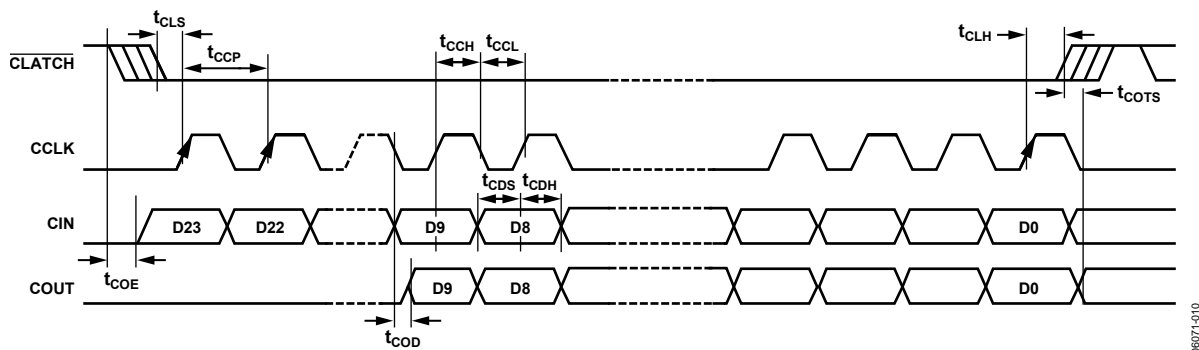 tCLS
tCCP
tCCH
tCCL
tCLH
CLATCH
tCOTS
CCLK
tCDS
tCDH
CIN
D23
D22
D9
D8
D0
tCOE
COUT
D9
D8
D0
tCOD
06071-010